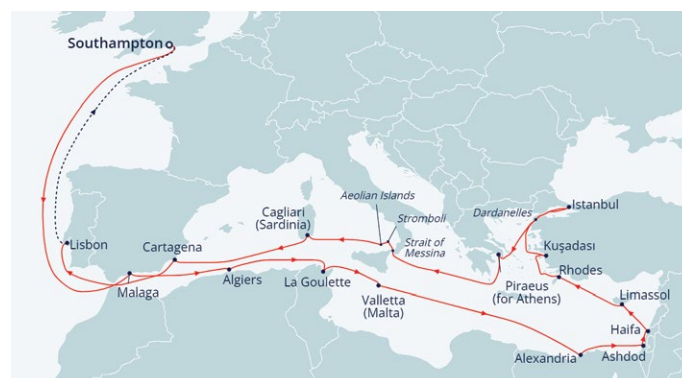 Southampton
Aeolian Islands
Stromboli
Dardanelles
Istanbul
Cagliari
(Sardinia)
Strait of
Messina
Lisbon
Cartagena
Kuşadası
Rhodes
Malaga
Algiers
La Goulette
Piraeus
(for Athens)
Valletta
(Malta)
Limassol
Haifa
Alexandria
Ashdod